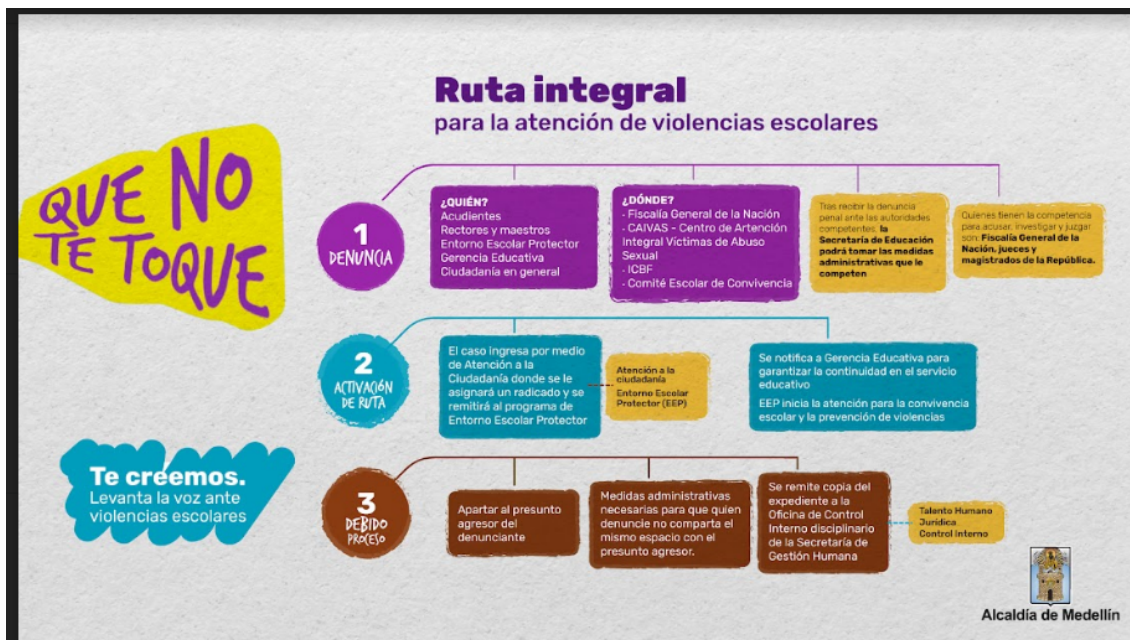 Ruta integral
para la atención de violencias escolares
QUE NO
TE TOQUE
1
DENUNCIA
¿QUIÉN?
Acudientes
Rectores y maestros
Entorno Escolar Protector
Gerencia Educativa
Ciudadanía en general
¿DÓNDE?
- Fiscalía General de la Nación
- CAIVAS - Centro de Artención
Integral Víctimas de Abuso
Sexual
- ICBF
- Comité Escolar de Convivencia
Tras recibir la denuncia
penal ante las autoridades
competentes, la
Secretaría de Educación
podrá tomar las medidas
administrativas que le
competen
Quienes tienen la competencia
para acusar, investigar y juzgar
son: Fiscalía General de la
Nación, jueces y
magistrados de la República.
2
ACTIVACIÓN
DE RUTA
El caso ingresa por medio
de Atención a la
Ciudadanía donde se le
asignará un radicado y se
remitirá al programa de
Entorno Escolar Protector
Atención a la
ciudadanía
Entorno Escolar
Protector (EEP)
Se notifica a Gerencia Educativa para
garantizar la continuidad en el servicio
educativo
EEP inicia la atención para la convivencia
escolar y la prevención de violencias
Te creemos.
Levanta la voz ante
violencias escolares
3
DEBIDO
PROCESO
Apartar al presunto
agresor del
denunciante
Medidas administrativas
necesarias para que quien
denuncie no comparta el
mismo espacio con el
presunto agresor.
Se remite copia del
expediente a la
Oficina de Control
Interno disciplinario
de la Secretaría de
Gestión Humana
Talento Humano
Jurídica
Control Interno
Alcaldía de Medellín